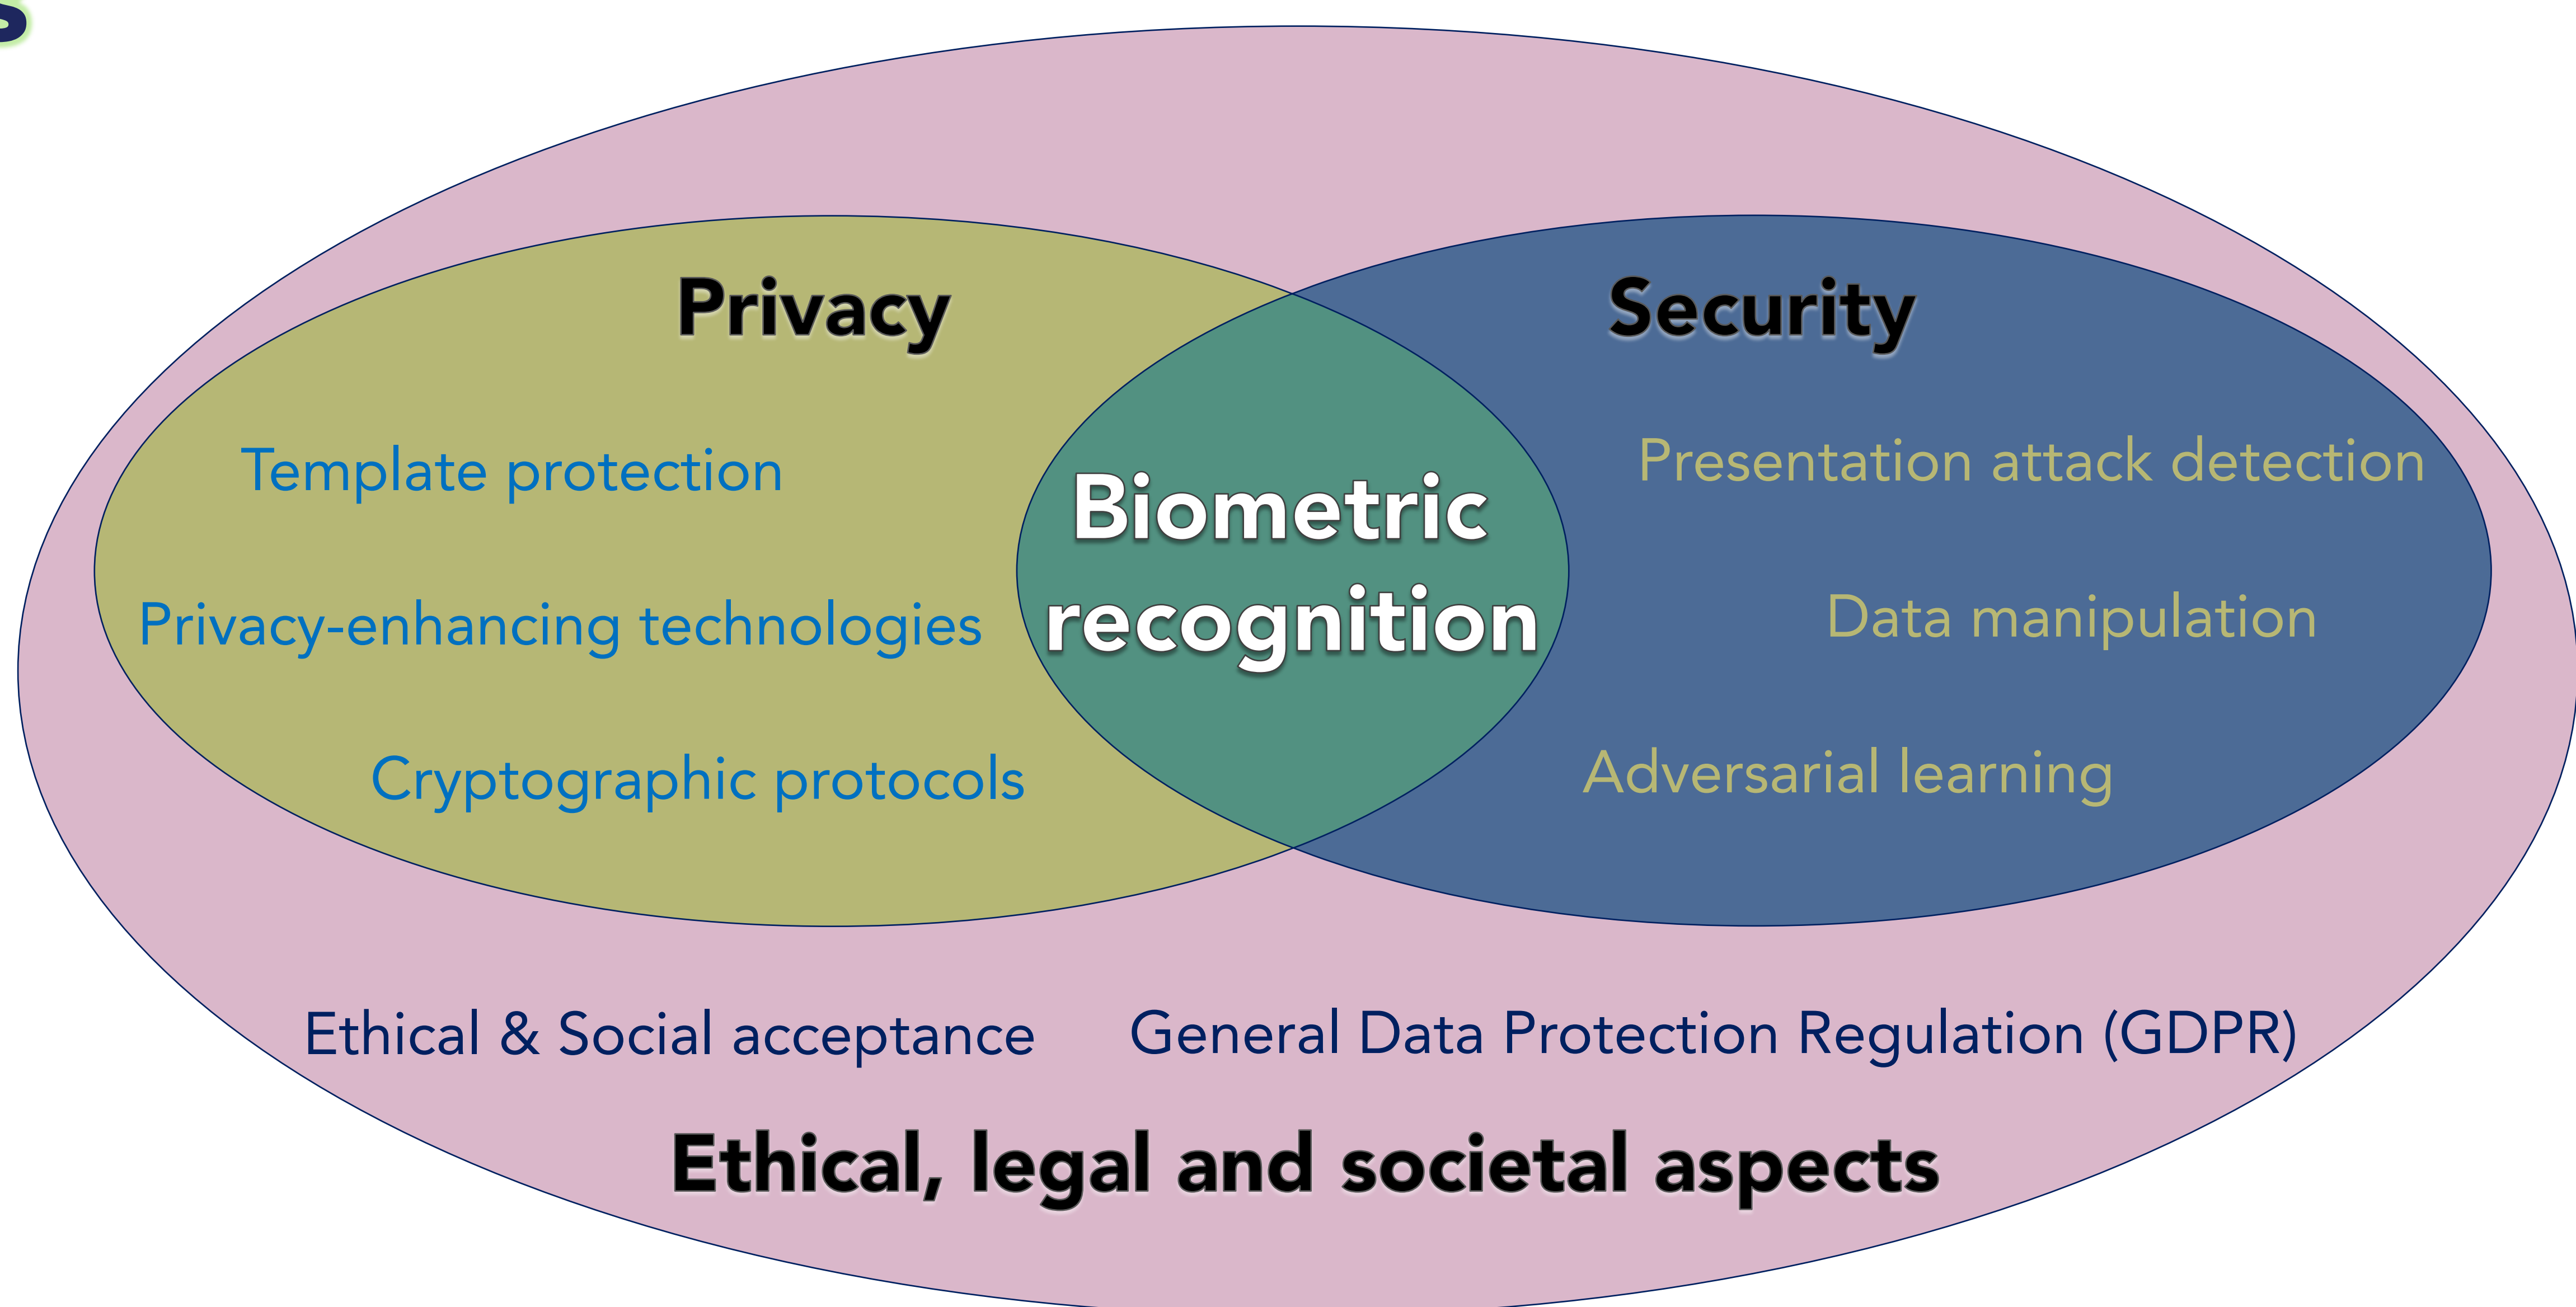 s
Privacy
Security
Template protection
Presentation attack detection
Biometric
recognition
Privacy-enhancing technologies
Data manipulation
Cryptographic protocols
Adversarial learning
Ethical & Social acceptance
General Data Protection Regulation (GDPR)
Ethical, legal and societal aspects